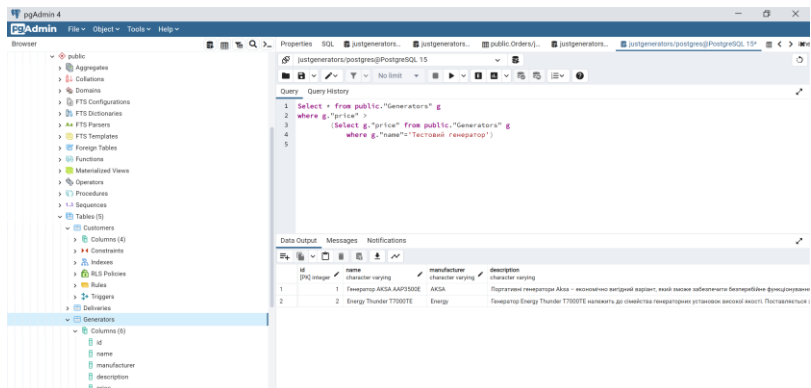 pgAdmin 4
pgAdmin File Object Tools Help
Browser
Properties SQL justgenerators... justgenerators... public.Orders/j... justgenerators... justgenerators/postgres@PostgreSQL 15*
justgenerators/postgres@PostgreSQL 15
No limit
Query Query History
1 Select * from public."Generators" g
2 where g."price" >
3 (Select g."price" from public."Generators" g
4 where g."name"='Тестовий генератор')
5
public
Aggregates
Collations
Domains
FTS Configurations
FTS Dictionaries
FTS Parsers
FTS Templates
Foreign Tables
Functions
Materialized Views
Operators
Procedures
1..3 Sequences
Tables (5)
Customers
Columns (4)
Constraints
Indexes
RLS Policies
Rules
Triggers
Deliveries
Generators
Columns (6)
id
name
manufacturer
description
Data Output Messages Notifications
id name manufacturer description
[PK] integer character varying character varying character varying
1 1 Генератор AKSA AAP3500E AKSA Портативні генератори Aksa – економічно вигідний варіант, який зможе забезпечити безперебійне функціонуванн
2 2 Energy Thunder T7000TE Energy Генератор Energy Thunder T7000TE належить до сімейства генераторних установок високої якості. Поставляється